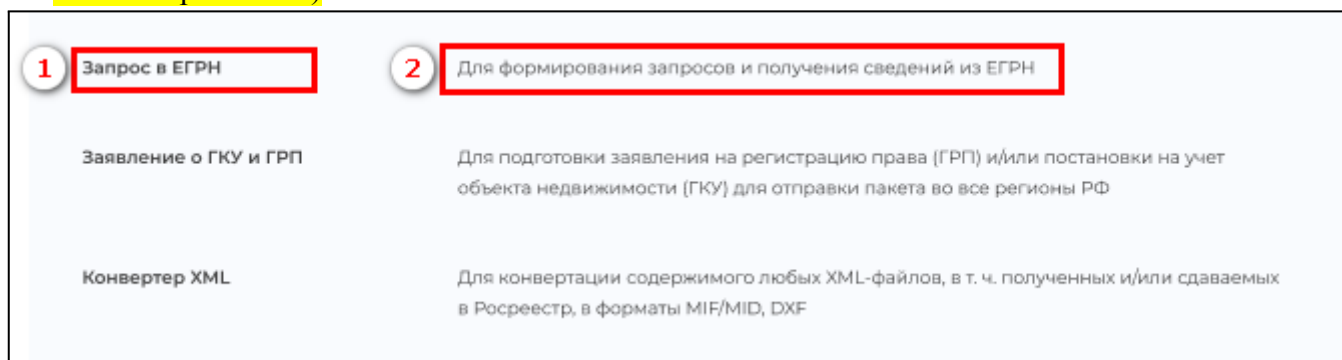 1 Запрос в ЕГРН 2 Для формирования запросов и получения сведений из ЕГРН
Заявление о ГКУ и ГРП Для подготовки заявления на регистрацию права (ГРП) и/или постановки на учет
объекта недвижимости (ГКУ) для отправки пакета во все регионы РФ
Конвертер XML Для конвертации содержимого любых XML-файлов, в т. ч. полученных и/или сдаваемых
в Росреестр, в форматы MIF/MID, DXF